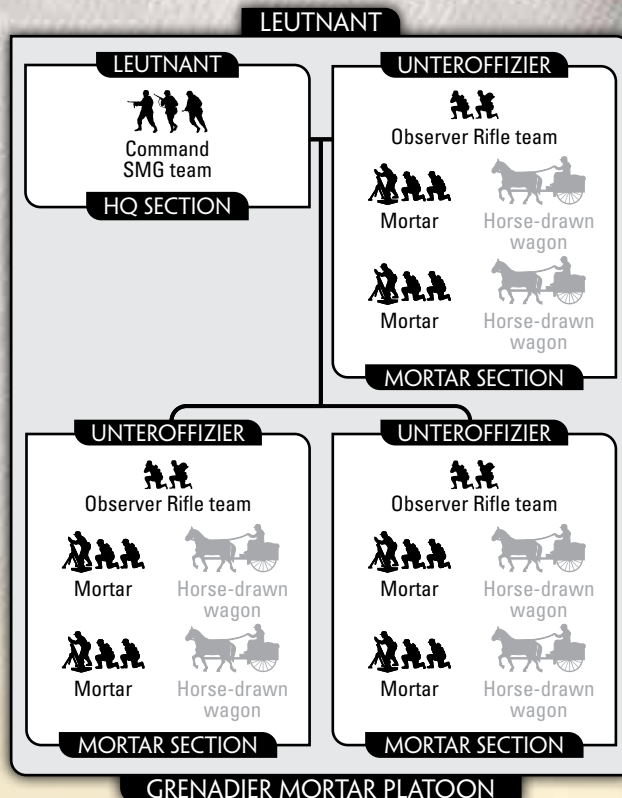 LEUTNANT
LEUTNANT
Command
SMG team
HQ SECTION
UNTEROFFIZIER
Observer Rifle team
Mortar
Horse-drawn
wagon
Mortar
Horse-drawn
wagon
MORTAR SECTION
UNTEROFFIZIER
Observer Rifle team
Mortar
Horse-drawn
wagon
Mortar
Horse-drawn
wagon
MORTAR SECTION
UNTEROFFIZIER
Observer Rifle team
Mortar
Horse-drawn
wagon
Mortar
Horse-drawn
wagon
MORTAR SECTION
GRENADIER MORTAR PLATOON